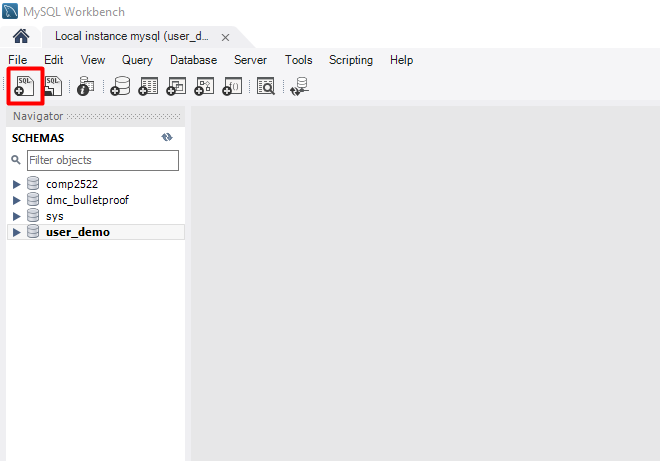 MySQL Workbench
Local instance mysql (user_d...
File Edit View Query Database Server Tools Scripting Help
SQL SQL
Navigator
SCHEMAS
Filter objects
comp2522
dmc_bulletproof
sys
user_demo